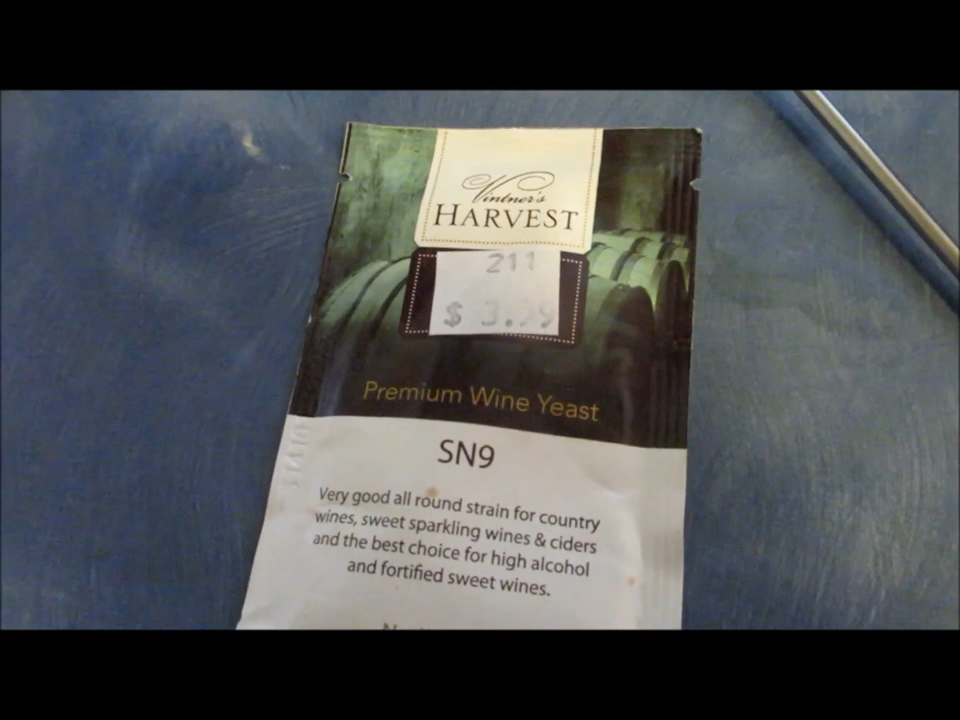 Vintner's
HARVEST
211
$ 3.99
Premium Wine Yeast
SN9
Very good all round strain for country
wines, sweet sparkling wines & ciders
and the best choice for high alcohol
and fortified sweet wines.